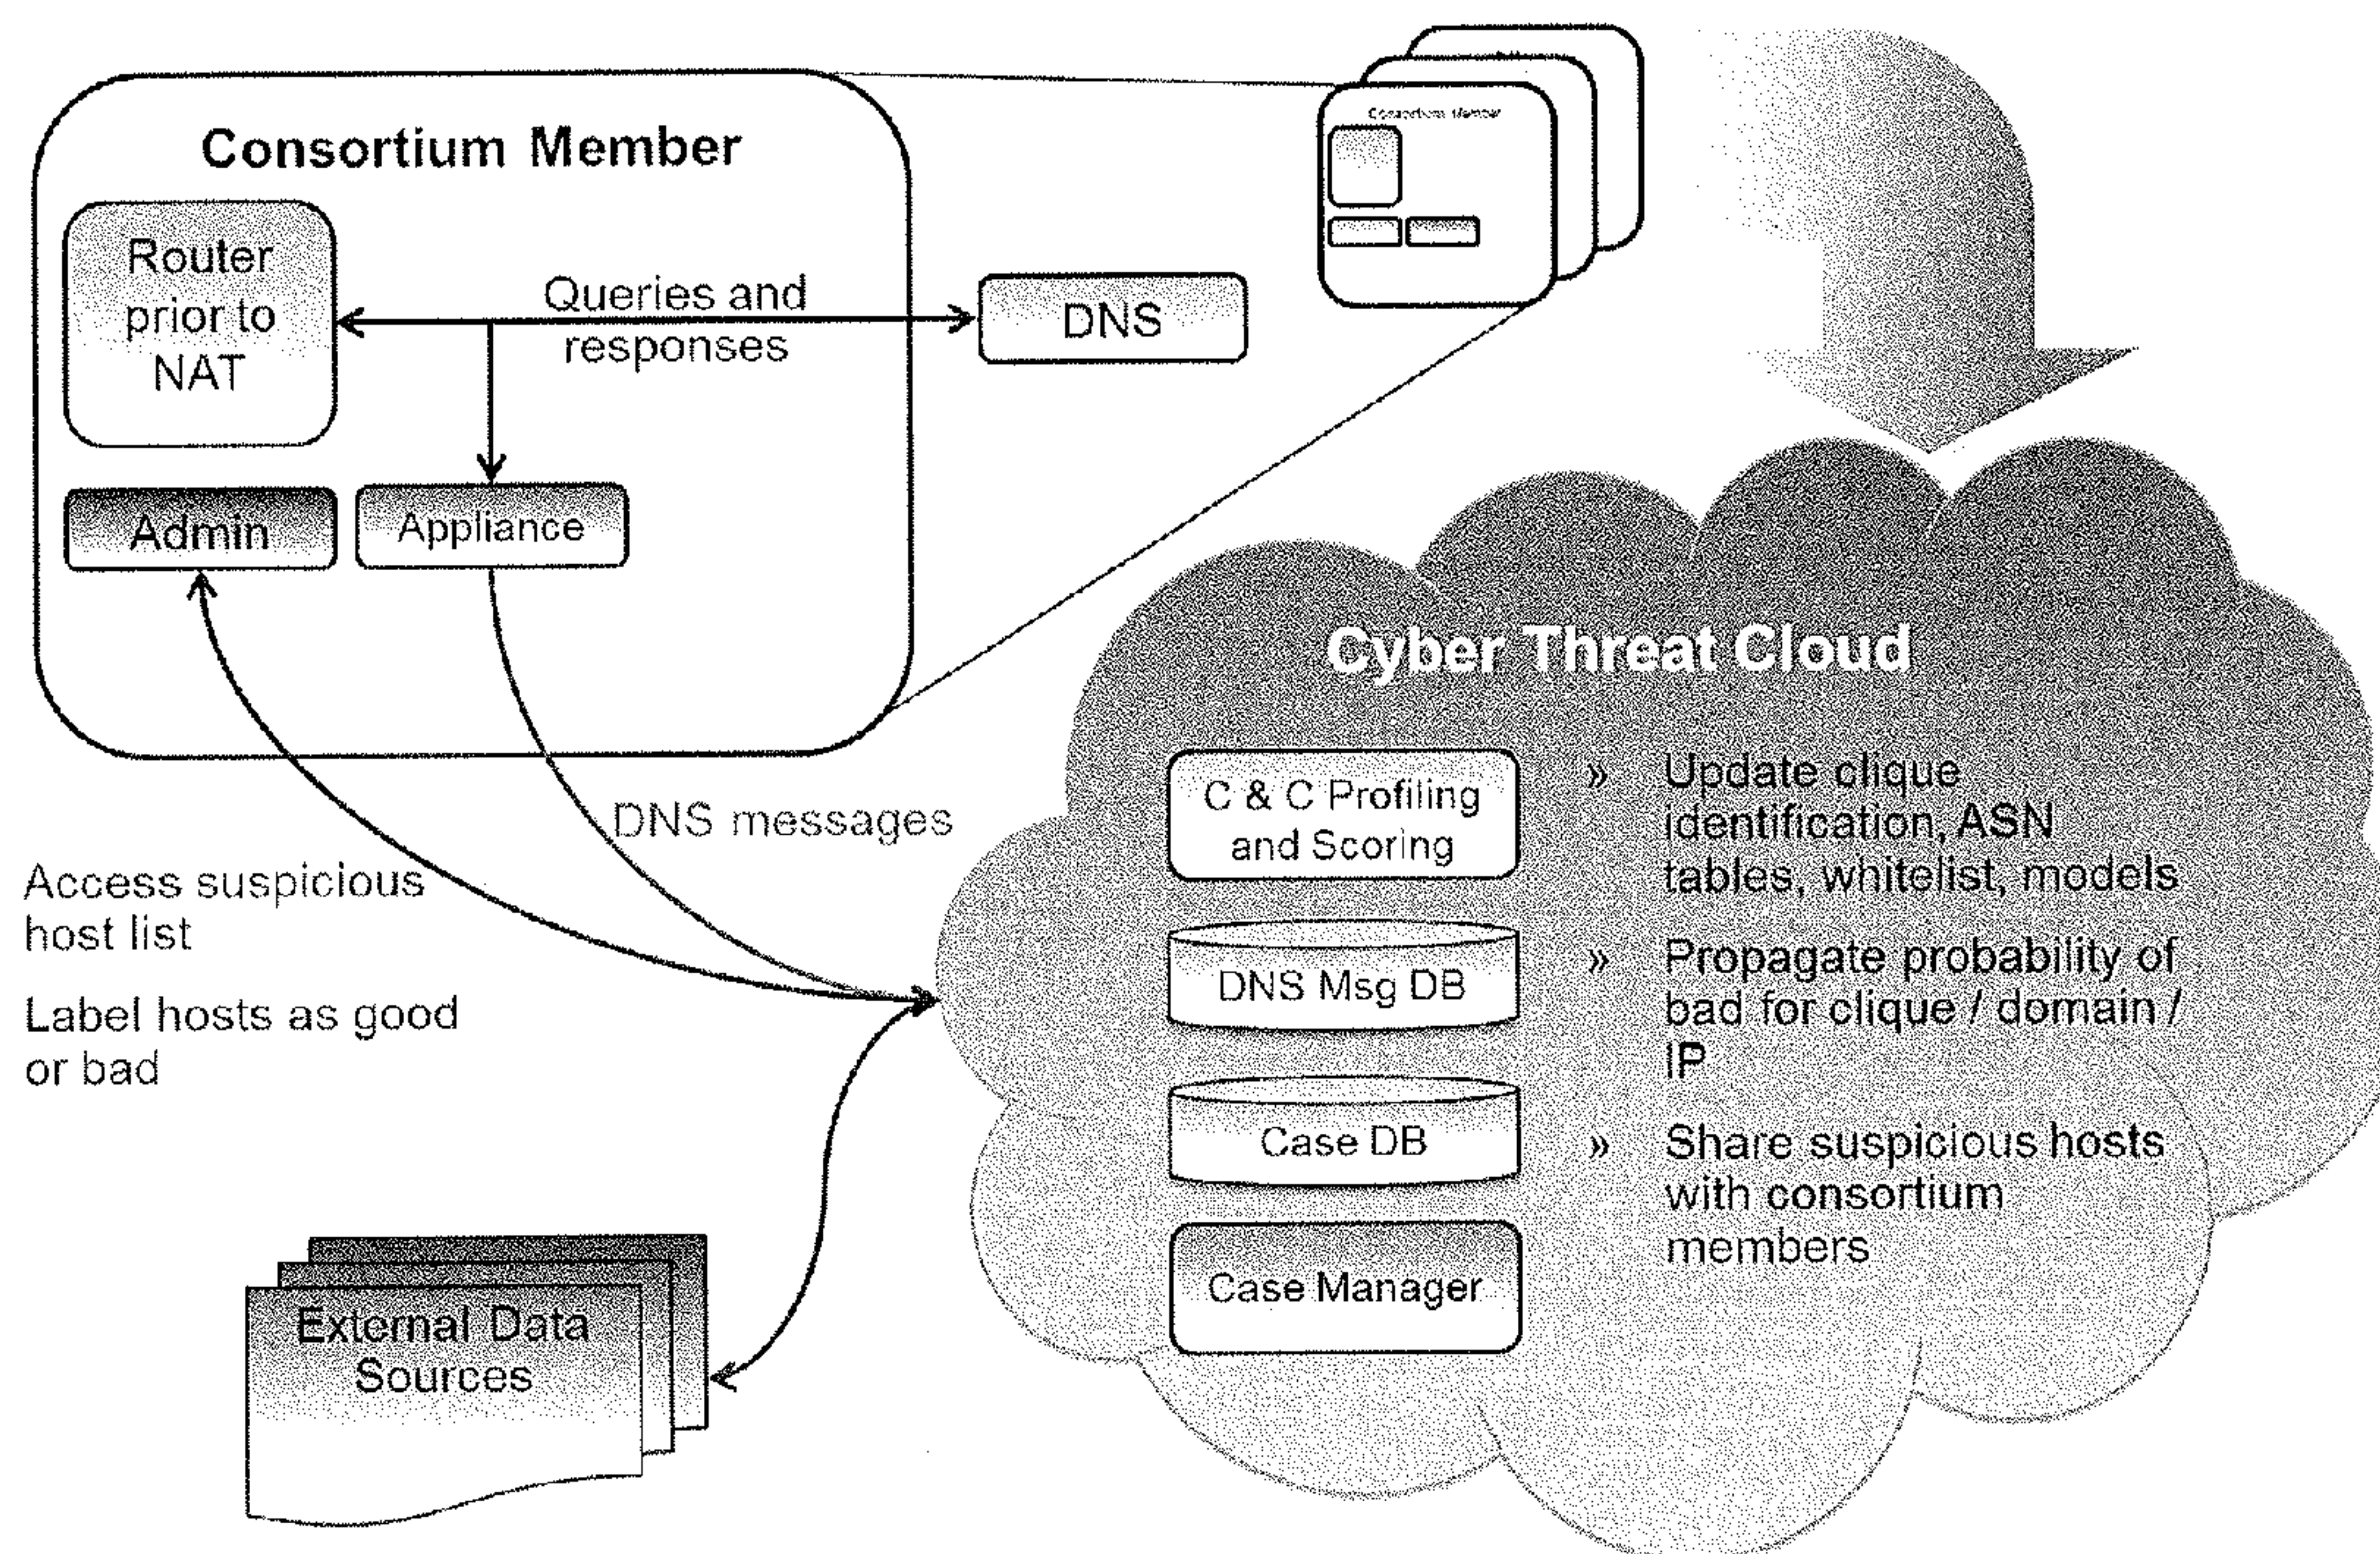 Consortium Member
Router
prior to
NAT
Queries and
responses
DNS
Admin
Appliance
Consortium Member
Cyber Threat Cloud
C & C Profiling
and Scoring
DNS Msg DB
Case DB
Case Manager
» Update clique
identification, ASN
tables, whitelist, models
» Propagate probability of
bad for clique / domain /
IP
» Share suspicious hosts
with consortium
members
DNS messages
Access suspicious
host list
Label hosts as good
or bad
External Data
Sources